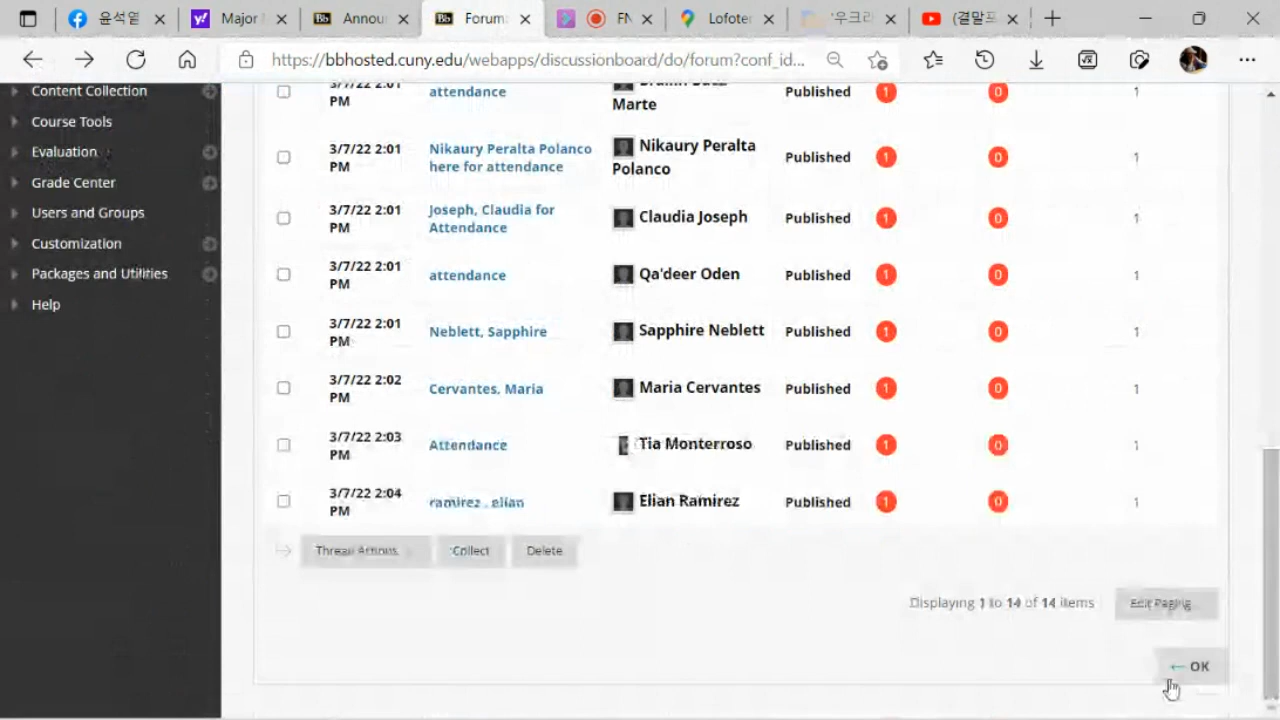 윤석열
Major
Annou
Forum:
FN
Lofoten
'우크라
(결말포
https://bbhosted.cuny.edu/webapps/discussionboard/do/forum?conf_id...
Content Collection
Course Tools
Evaluation
Grade Center
Users and Groups
Customization
Packages and Utilities
Help
PM
attendance
Marte
Published
1
0
1
3/7/22 2:01
PM
Nikaury Peralta Polanco
here for attendance
Nikaury Peralta
Polanco
Published
1
0
1
3/7/22 2:01
PM
Joseph, Claudia for
Attendance
Claudia Joseph
Published
1
0
1
3/7/22 2:01
PM
attendance
Qa'deer Oden
Published
1
0
1
3/7/22 2:01
PM
Neblett, Sapphire
Sapphire Neblett
Published
1
0
1
3/7/22 2:02
PM
Cervantes, Maria
Maria Cervantes
Published
1
0
1
3/7/22 2:03
PM
Attendance
Tia Monterroso
Published
1
0
1
3/7/22 2:04
PM
ramirez , elian
Elian Ramirez
Published
1
0
1
Thread Actions
Collect
Delete
Displaying 1 to 14 of 14 items
Edit Paging...
OK